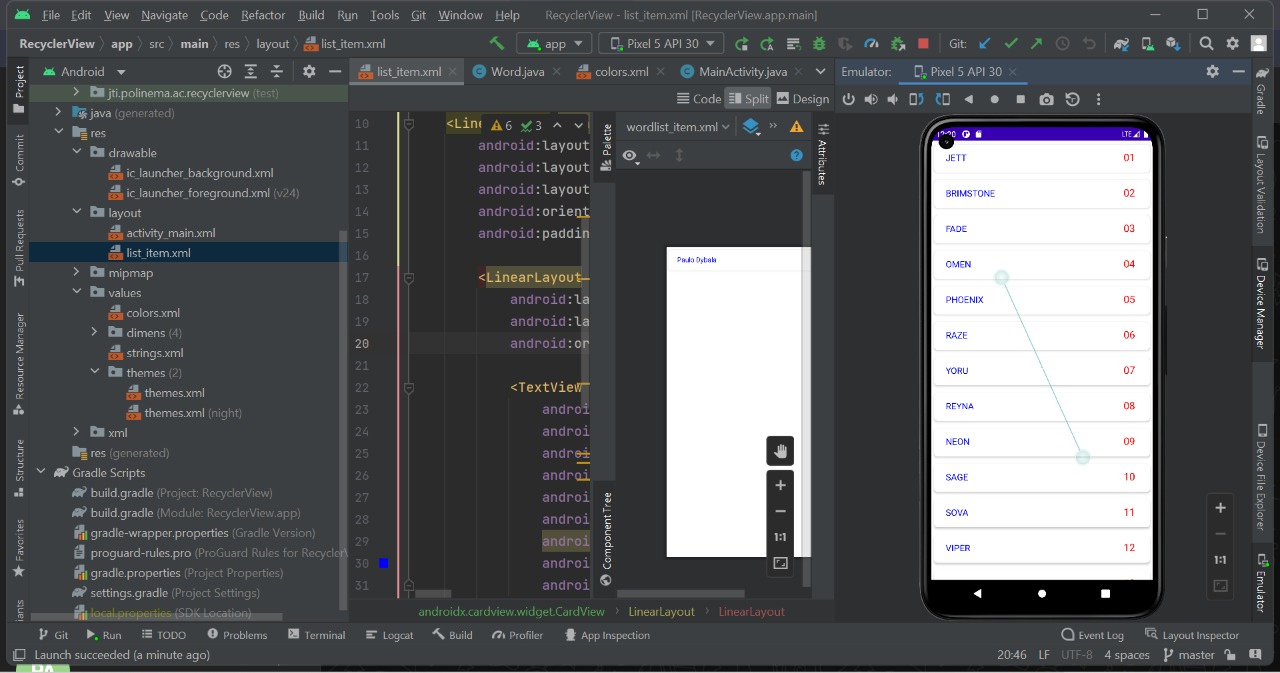 File Edit View Navigate Code Refactor Build Run Tools Git Window Help RecyclerView - list_item.xml [RecyclerView.app.main]
RecyclerView app src main res layout list_item.xml app Pixel 5 API 30 Git:
Android
list_item.xml Word.java colors.xml MainActivity.java
Emulator: Pixel 5 API 30
Code Split Design
Project
Commit
Pull Requests
Resource Manager
Structure
Favorites
jti.polinema.ac.recyclerview (test)
java (generated)
res
drawable
ic_launcher_background.xml
ic_launcher_foreground.xml (v24)
layout
activity_main.xml
list_item.xml
mipmap
values
colors.xml
dimens (4)
strings.xml
themes (2)
themes.xml
themes.xml (night)
xml
res (generated)
Gradle Scripts
build.gradle (Project: RecyclerView)
build.gradle (Module: RecyclerView.app)
gradle-wrapper.properties (Gradle Version)
proguard-rules.pro (ProGuard Rules for Recycler
gradle.properties (Project Properties)
settings.gradle (Project Settings)
local.properties (SDK Location)
10 <Line 6 3
11 android:layout
12 android:layout
13 android:layout
14 android:orient
15 android:paddin
16
17 <LinearLayout
18 android:la
19 android:la
20 android:or
21
22 <TextView
23 androi
24 androi
25 androi
26 androi
27 androi
28 androi
29 androi
30 androi
31 androi
Palette
Component Tree
wordlist_item.xml
Attributes
Paulo Dybala
1:1
LTE
JETT 01
BRIMSTONE 02
FADE 03
OMEN 04
PHOENIX 05
RAZE 06
YORU 07
REYNA 08
NEON 09
SAGE 10
SOVA 11
VIPER 12
1:1
Gradle
Layout Validation
Device Manager
Device File Explorer
Emulator
androidx.cardview.widget.CardView LinearLayout LinearLayout
Git Run TODO Problems Terminal Logcat Build Profiler App Inspection Event Log Layout Inspector
Launch succeeded (a minute ago) 20:46 LF UTF-8 4 spaces master